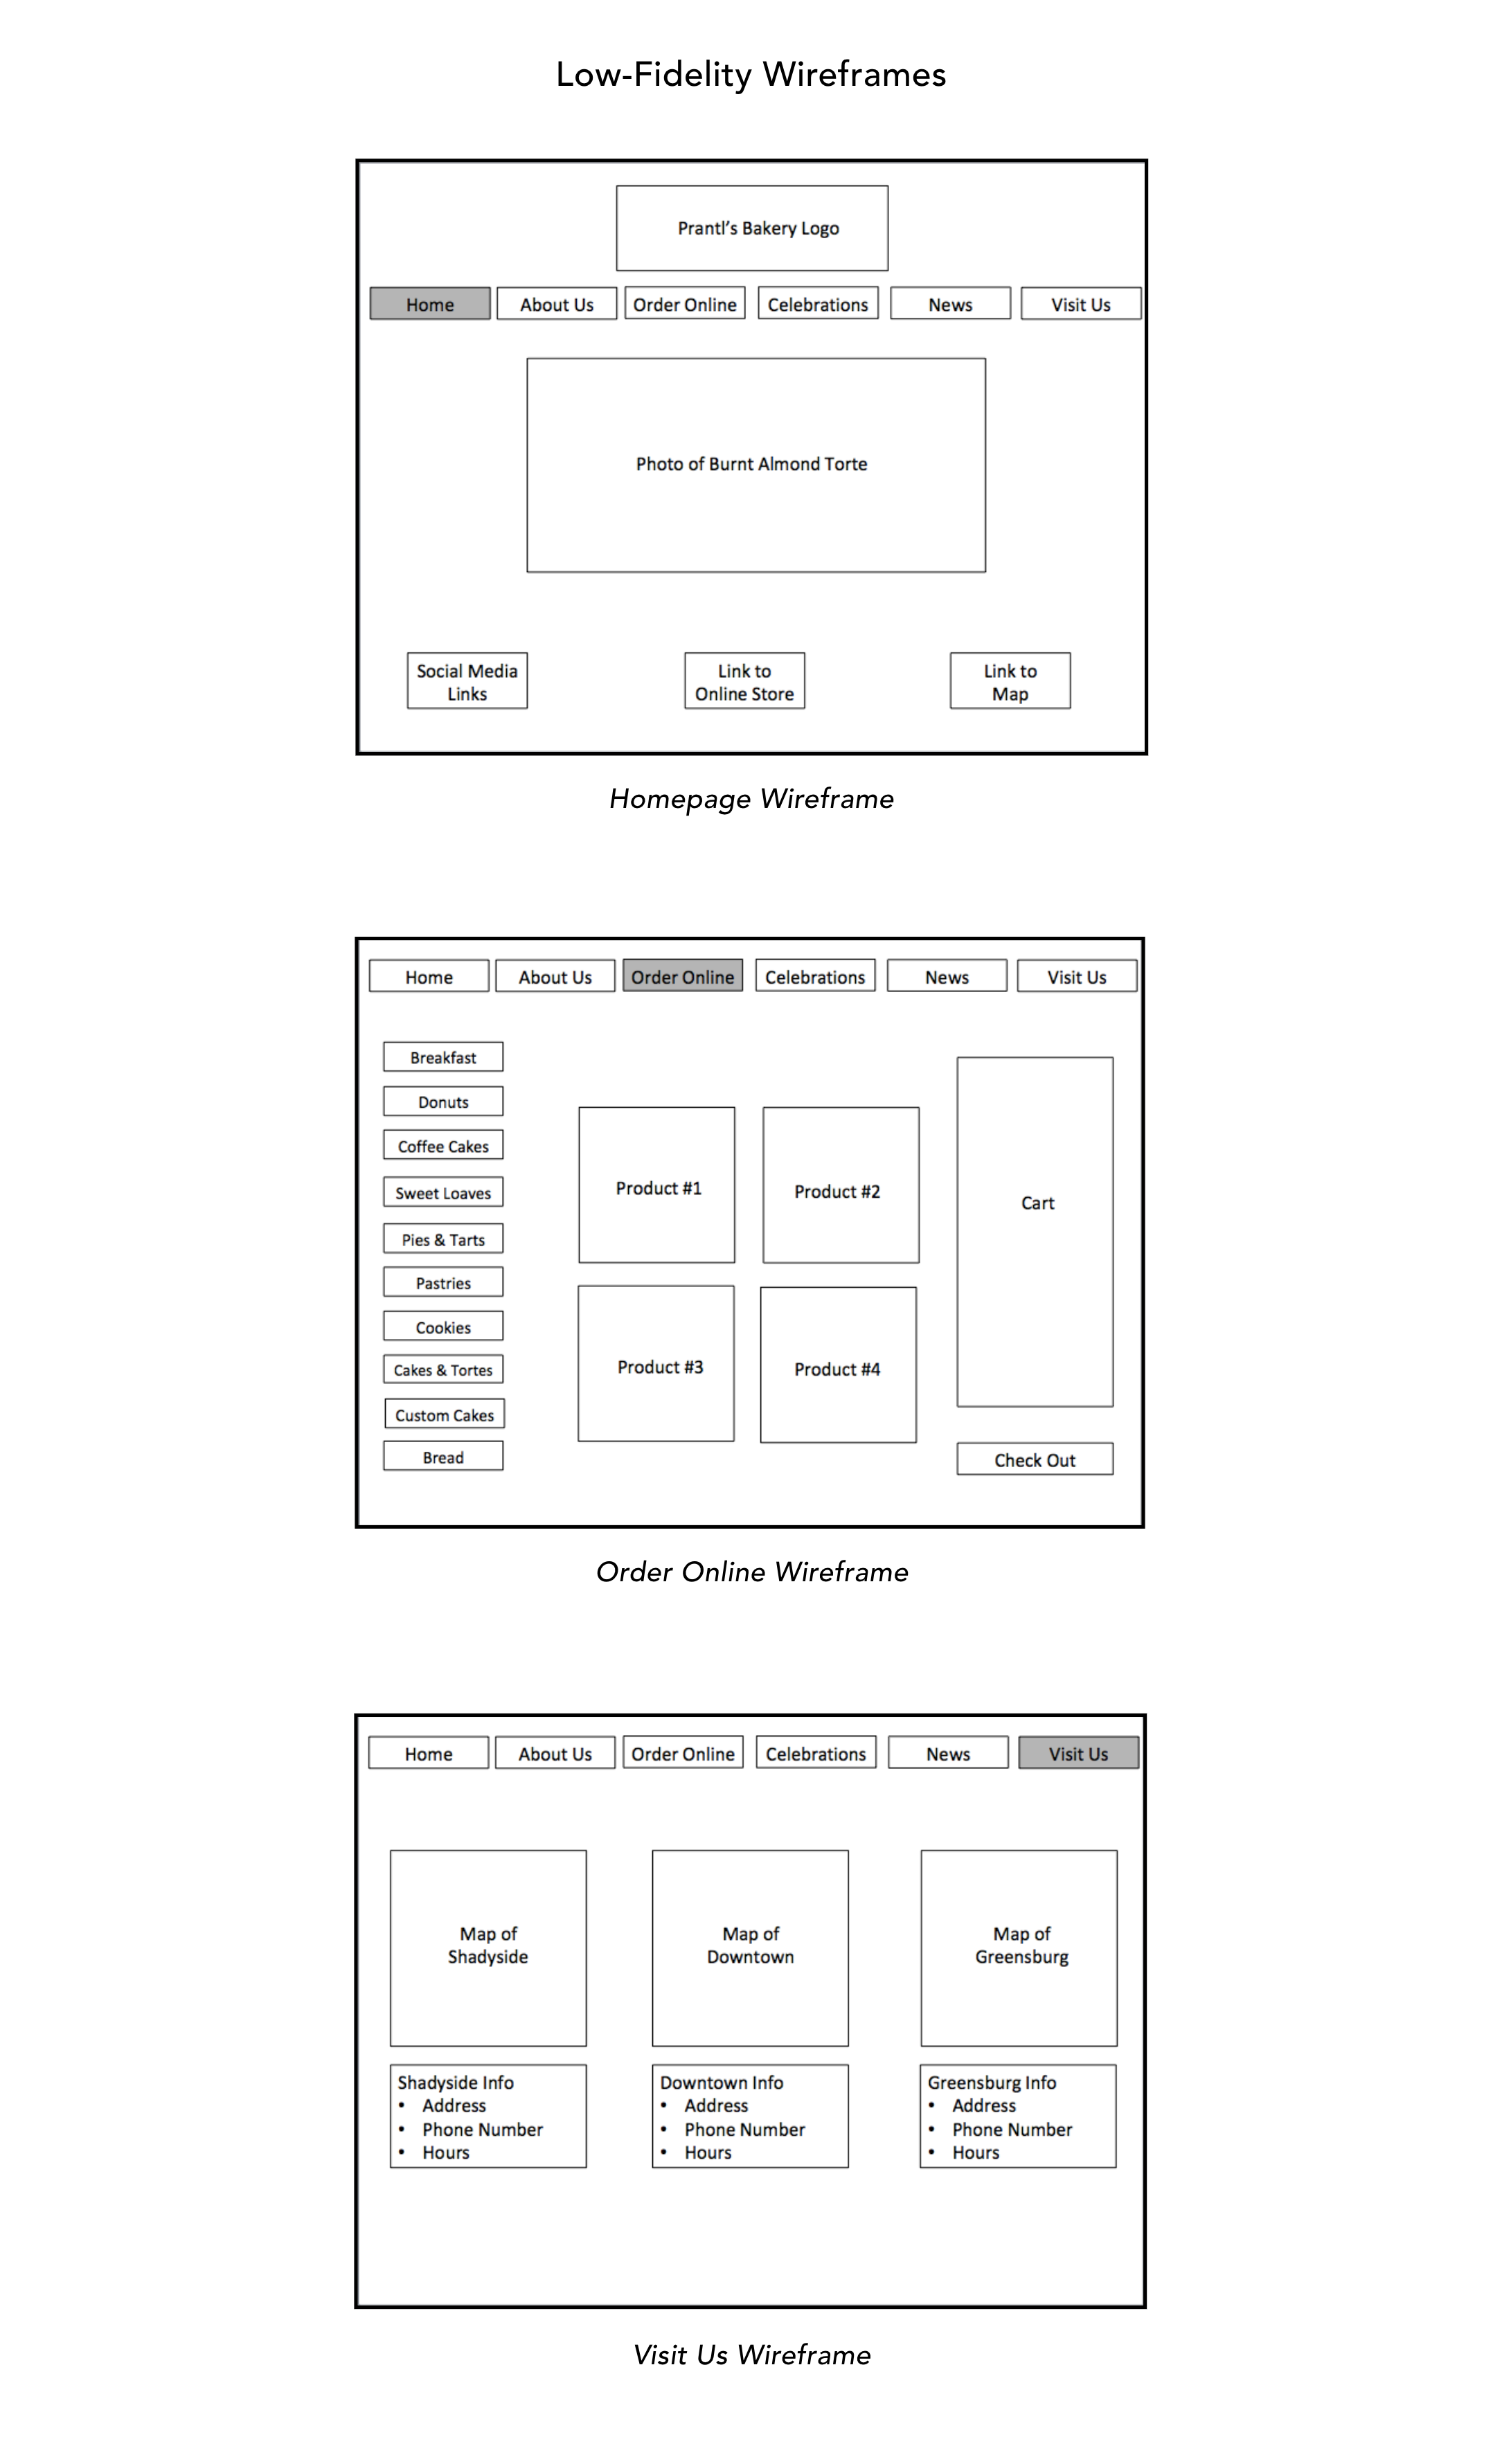 Low-Fidelity Wireframes
Prantl's Bakery Logo
Home
About Us
Order Online
Celebrations
News
Visit Us
Photo of Burnt Almond Torte
Social Media
Links
Link to
Online Store
Link to
Map
Homepage Wireframe
Home
About Us
Order Online
Celebrations
News
Visit Us
Breakfast
Donuts
Coffee Cakes
Sweet Loaves
Pies & Tarts
Pastries
Cookies
Cakes & Tortes
Custom Cakes
Bread
Product #1
Product #2
Product #3
Product #4
Cart
Check Out
Order Online Wireframe
Home
About Us
Order Online
Celebrations
News
Visit Us
Map of
Shadyside
Map of
Downtown
Map of
Greensburg
Shadyside Info
• Address
• Phone Number
• Hours
Downtown Info
• Address
• Phone Number
• Hours
Greensburg Info
• Address
• Phone Number
• Hours
Visit Us Wireframe